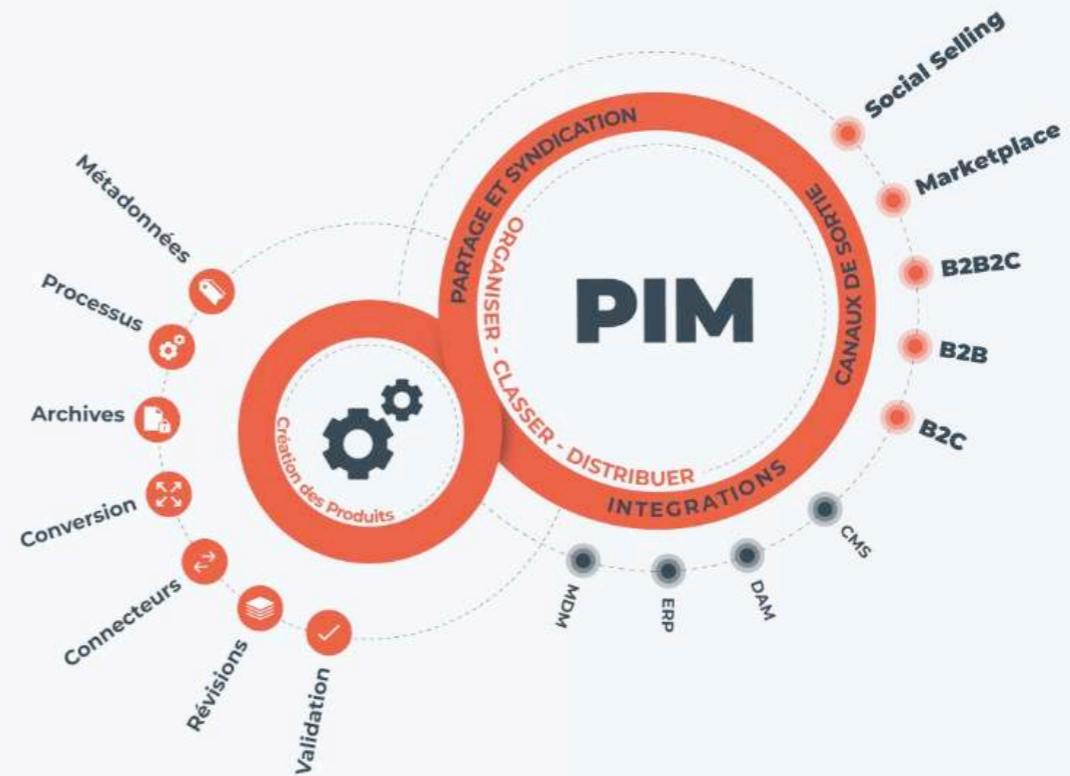 Métadonnées
Processus
Archives
Conversion
Connecteurs
Révisions
Validation
Création des Produits
PARTAGE ET SYNDICATION
ORGANISER - CLASSER - DISTRIBUER
PIM
CANAUX DE SORTIE
INTEGRATIONS
Social Selling
Marketplace
B2B2C
B2B
B2C
CMS
DAM
ERP
MDM